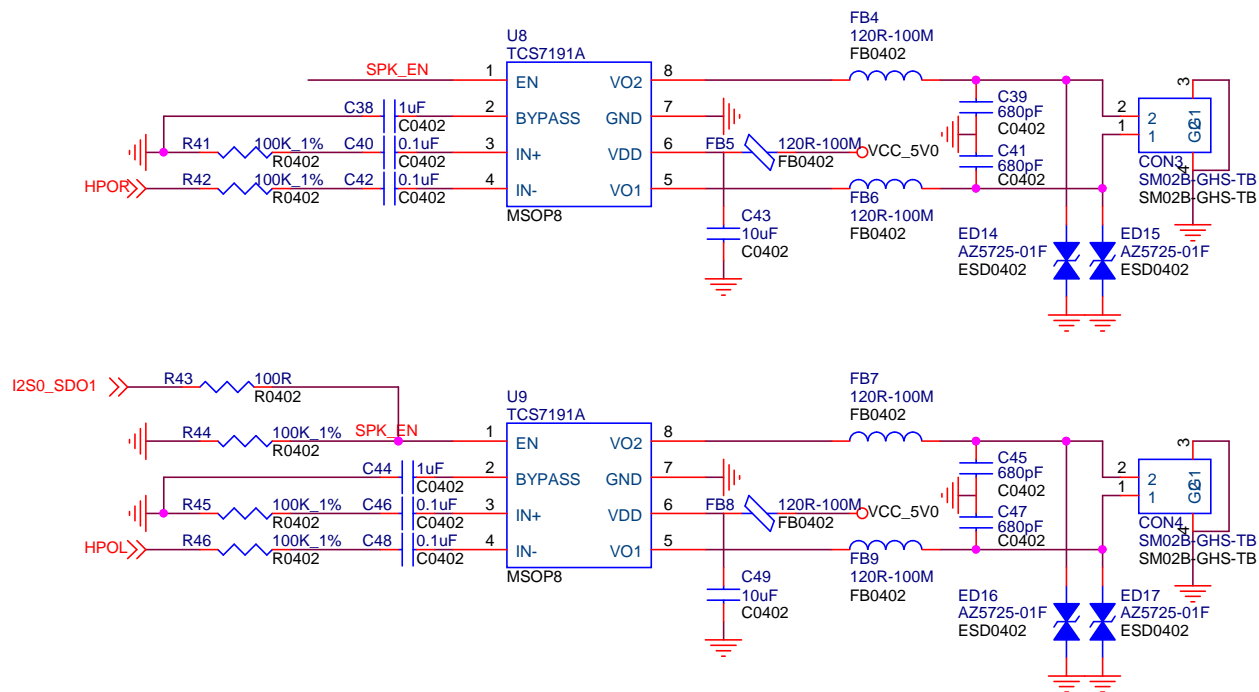 FB4
120R-100M
FB0402
U8
TCS7191A
SPK_EN
1
EN
VO2
8
C38
1uF
C0402
2
BYPASS
GND
7
R41
100K_1%
R0402
C40
0.1uF
C0402
3
IN+
VDD
6
FB5
120R-100M
FB0402
VCC_5V0
HPOR
R42
100K_1%
R0402
C42
0.1uF
C0402
4
IN-
VO1
5
MSOP8
FB6
120R-100M
FB0402
C43
10uF
C0402
C39
680pF
C0402
C41
680pF
C0402
2
1
2
1
3
4
CON3
SM02B-GHS-TB
SM02B-GHS-TB
ED14
AZ5725-01F
ESD0402
ED15
AZ5725-01F
ESD0402
I2S0_SDO1
R43
100R
R0402
FB7
120R-100M
FB0402
U9
TCS7191A
R44
100K_1%
R0402
SPK_EN
1
EN
VO2
8
C44
1uF
C0402
2
BYPASS
GND
7
R45
100K_1%
R0402
C46
0.1uF
C0402
3
IN+
VDD
6
FB8
120R-100M
FB0402
VCC_5V0
HPOL
R46
100K_1%
R0402
C48
0.1uF
C0402
4
IN-
VO1
5
MSOP8
FB9
120R-100M
FB0402
C49
10uF
C0402
C45
680pF
C0402
C47
680pF
C0402
2
1
2
1
3
4
CON4
SM02B-GHS-TB
SM02B-GHS-TB
ED16
AZ5725-01F
ESD0402
ED17
AZ5725-01F
ESD0402